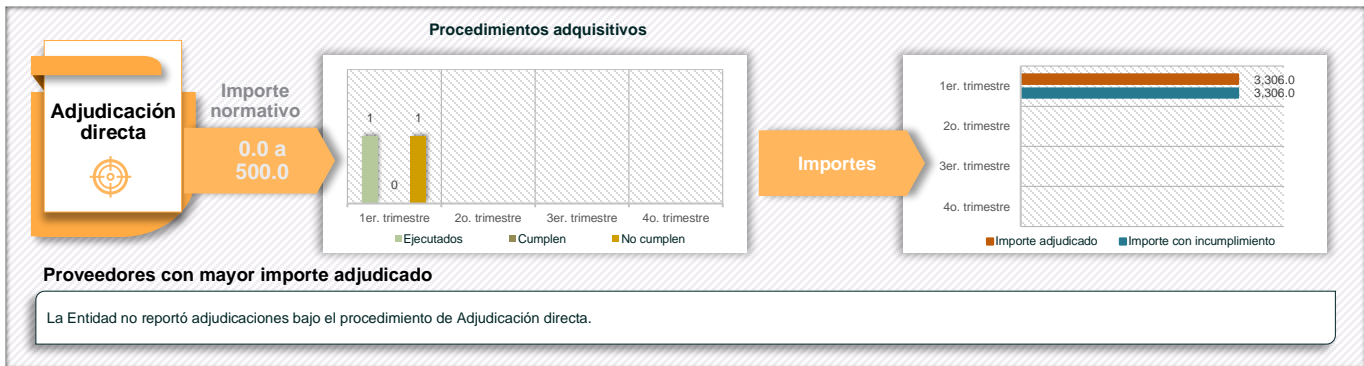 Procedimientos adquisitivos
Adjudicación
directa
Importe
normativo
0.0 a
500.0
1
0
1
1er. trimestre
2o. trimestre
3er. trimestre
4o. trimestre
Ejecutados
Cumplen
No cumplen
Importes
1er. trimestre
2o. trimestre
3er. trimestre
4o. trimestre
3,306.0
3,306.0
Importe adjudicado
Importe con incumplimiento
Proveedores con mayor importe adjudicado
La Entidad no reportó adjudicaciones bajo el procedimiento de Adjudicación directa.